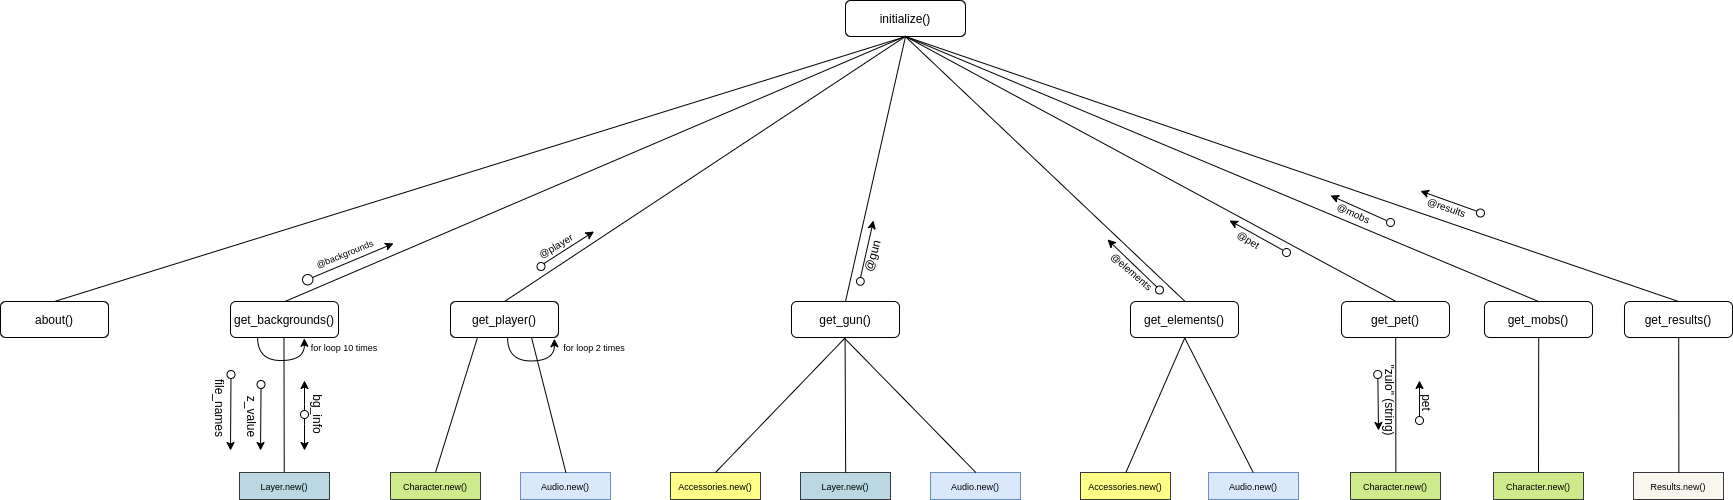 initialize()
@backgrounds
@player
@gun
@elements
@pet
@mobs
@results
about()
get_backgrounds()
get_player()
get_gun()
get_elements()
get_pet()
get_mobs()
get_results()
for loop 10 times
for loop 2 times
file_names
z_value
bg_info
"zulo" (string)
pet
Layer.new()
Character.new()
Audio.new()
Accessories.new()
Layer.new()
Audio.new()
Accessories.new()
Audio.new()
Character.new()
Character.new()
Results.new()